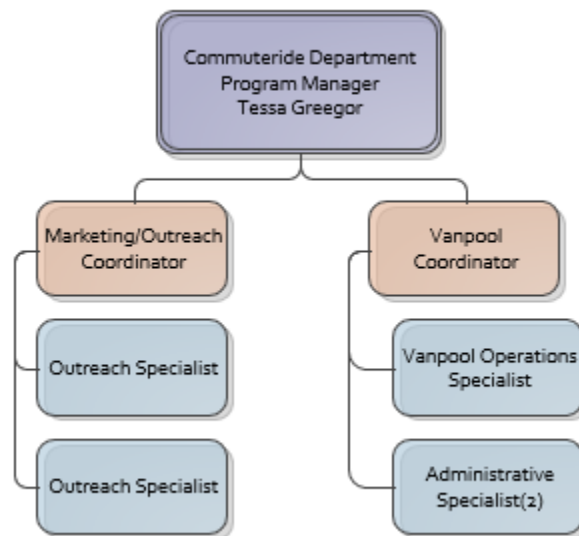 Commuteride Department
Program Manager
Tessa Greegor
Marketing/Outreach
Coordinator
Vanpool
Coordinator
Outreach Specialist
Vanpool Operations
Specialist
Outreach Specialist
Administrative
Specialist(2)